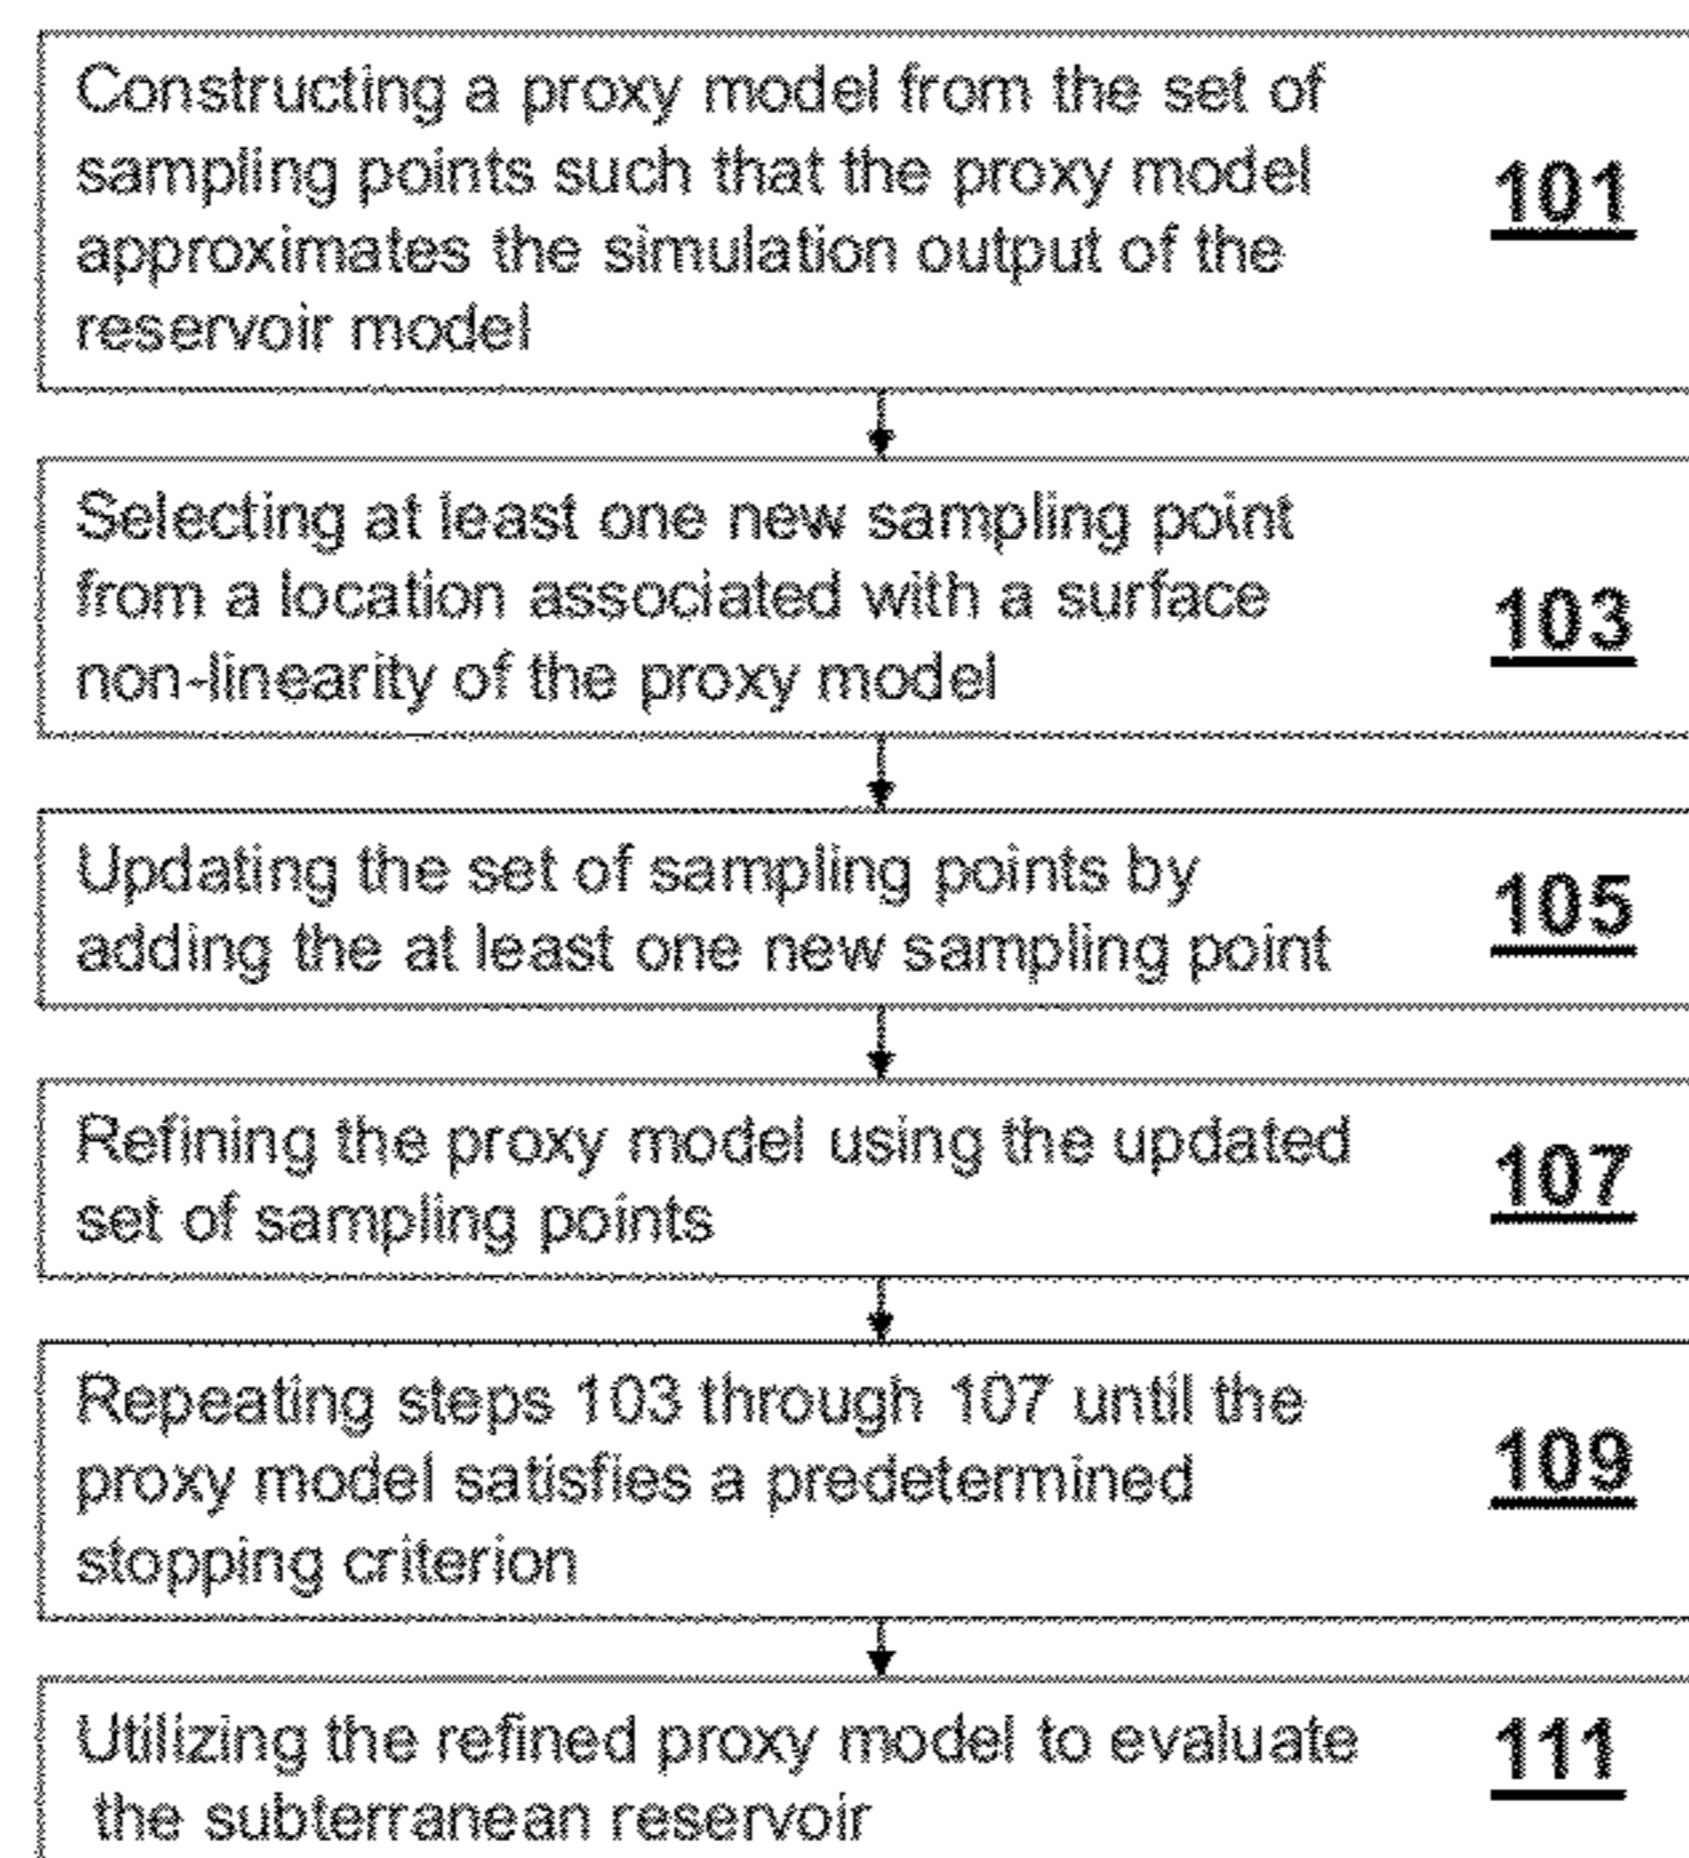 Constructing a proxy model from the set of
sampling points such that the proxy model
approximates the simulation output of the
reservoir model
101
Selecting at least one new sampling point
from a location associated with a surface
non-linearity of the proxy model
103
Updating the set of sampling points by
adding the at least one new sampling point
105
Refining the proxy model using the updated
set of sampling points
107
Repeating steps 103 through 107 until the
proxy model satisfies a predetermined
stopping criterion
109
Utilizing the refined proxy model to evaluate
the subterranean reservoir
111